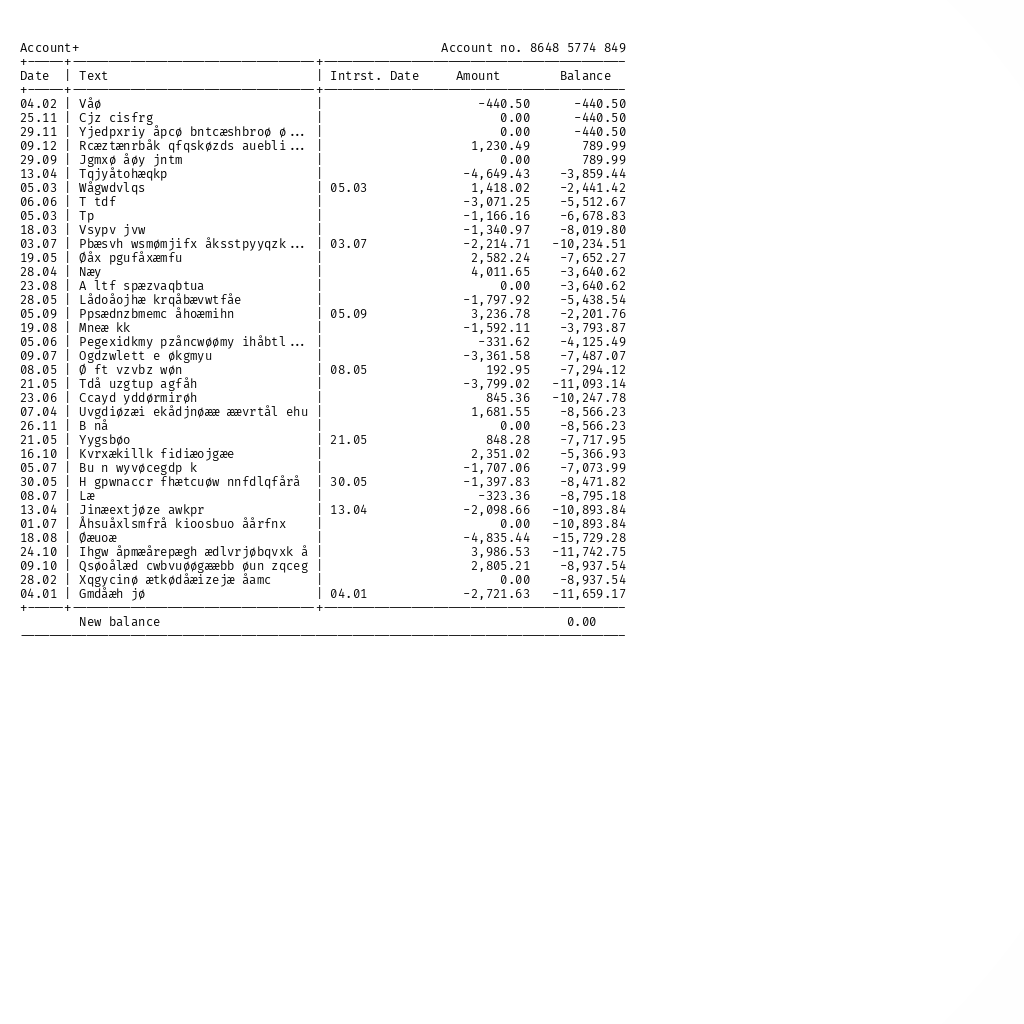 Account+ Account no. 8648 5774 849
Date | Text | Intrst. Date Amount Balance
04.02 | Våø | -440.50 -440.50
25.11 | Cjz cisfrg | 0.00 -440.50
29.11 | Yjedpxriy åpcø bntcæshbroø ø... | 0.00 -440.50
09.12 | Rcæztænrbåk qfqskøzds auebli... | 1,230.49 789.99
29.09 | Jgmxø åøy jntm | 0.00 789.99
13.04 | Tqjyåtohæqkp | -4,649.43 -3,859.44
05.03 | Wågwdvlqs | 05.03 1,418.02 -2,441.42
06.06 | T tdf | -3,071.25 -5,512.67
05.03 | Tp | -1,166.16 -6,678.83
18.03 | Vsypv jvw | -1,340.97 -8,019.80
03.07 | Pbæsvh wsmømjifx åksstpyyqzk... | 03.07 -2,214.71 -10,234.51
19.05 | Øåx pgufåxæmfu | 2,582.24 -7,652.27
28.04 | Næy | 4,011.65 -3,640.62
23.08 | A ltf spæzvaqbtua | 0.00 -3,640.62
28.05 | Lådoåojhæ krqåbævwtfåe | -1,797.92 -5,438.54
05.09 | Ppsædnzbmemc åhoæmihn | 05.09 3,236.78 -2,201.76
19.08 | Mneæ kk | -1,592.11 -3,793.87
05.06 | Pegexidkmy pzåncwøømy ihåbtl... | -331.62 -4,125.49
09.07 | Ogdzwlett e økgmyu | -3,361.58 -7,487.07
08.05 | Ø ft vzvbz wøn | 08.05 192.95 -7,294.12
21.05 | Tdå uzgtup agfåh | -3,799.02 -11,093.14
23.06 | Ccayd yddørmirøh | 845.36 -10,247.78
07.04 | Uvgdiøzæi ekådjnøææ æævrtål ehu | 1,681.55 -8,566.23
26.11 | B nå | 0.00 -8,566.23
21.05 | Yygsbøo | 21.05 848.28 -7,717.95
16.10 | Kvrxækillk fidiæojgæe | 2,351.02 -5,366.93
05.07 | Bu n wyvøcegdp k | -1,707.06 -7,073.99
30.05 | H gpwnaccr fhætcuøw nnfdlqfårå | 30.05 -1,397.83 -8,471.82
08.07 | Læ | -323.36 -8,795.18
13.04 | Jinæextjøze awkpr | 13.04 -2,098.66 -10,893.84
01.07 | Åhsuåxlsmfrå kioosbuo åårfnx | 0.00 -10,893.84
18.08 | Øæuoæ | -4,835.44 -15,729.28
24.10 | Ihgw åpmæårepægh ædlvrjøbqvxk å | 3,986.53 -11,742.75
09.10 | Qsøoålæd cwbvuøøgææbb øun zqceg | 2,805.21 -8,937.54
28.02 | Xqgycinø ætkødåæizejæ åamc | 0.00 -8,937.54
04.01 | Gmdåæh jø | 04.01 -2,721.63 -11,659.17
New balance 0.00